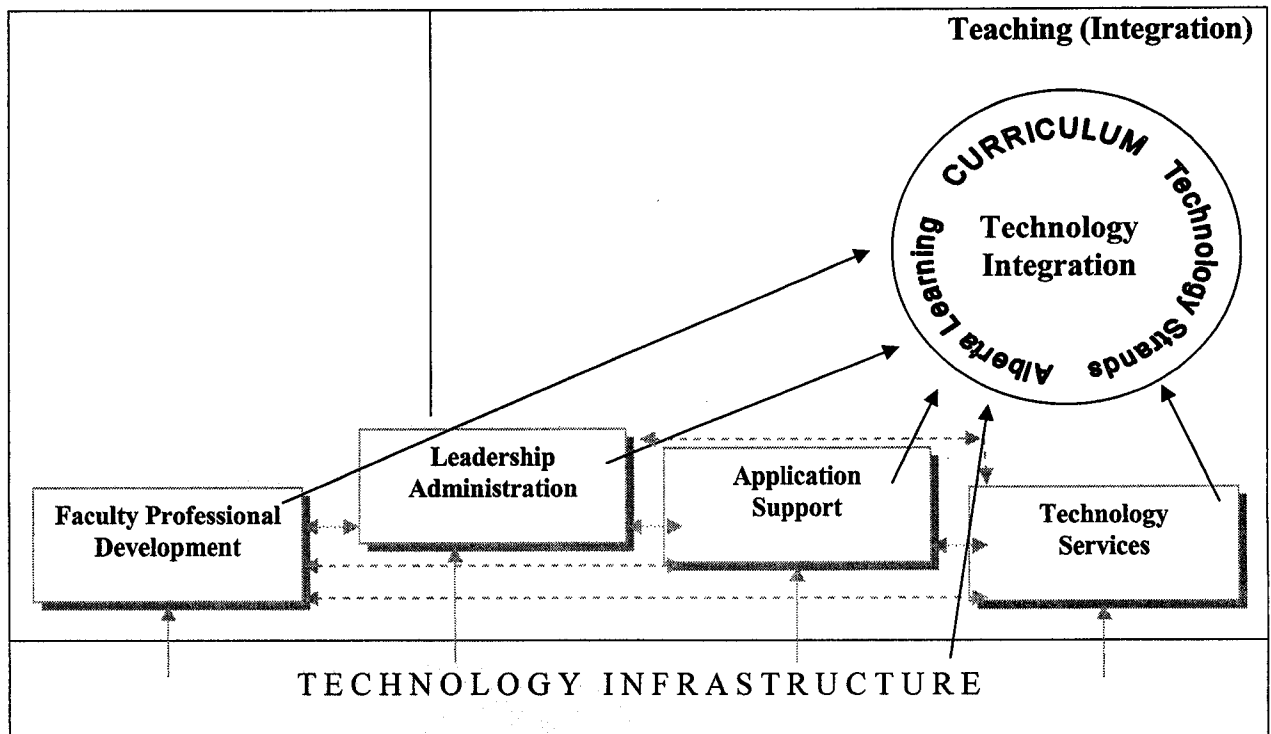 Teaching (Integration)
CURRICULUM
Technology Strands
Alberta Learning
Technology
Integration
Leadership
Administration
Application
Support
Faculty Professional
Development
Technology
Services
TECHNOLOGY INFRASTRUCTURE